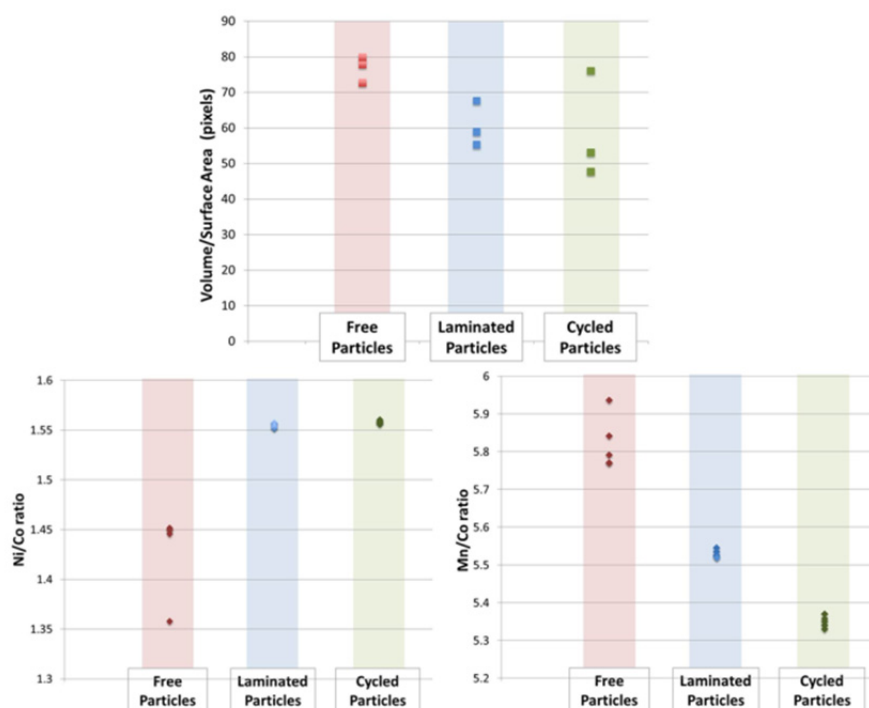 Volume/Surface Area (pixels)
90
80
70
60
50
40
30
20
10
0
Free
Particles
Laminated
Particles
Cycled
Particles
Ni/Co ratio
1.6
1.55
1.5
1.45
1.4
1.35
1.3
Free
Particles
Laminated
Particles
Cycled
Particles
Mn/Co ratio
6
5.9
5.8
5.7
5.6
5.5
5.4
5.3
5.2
Free
Particles
Laminated
Particles
Cycled
Particles